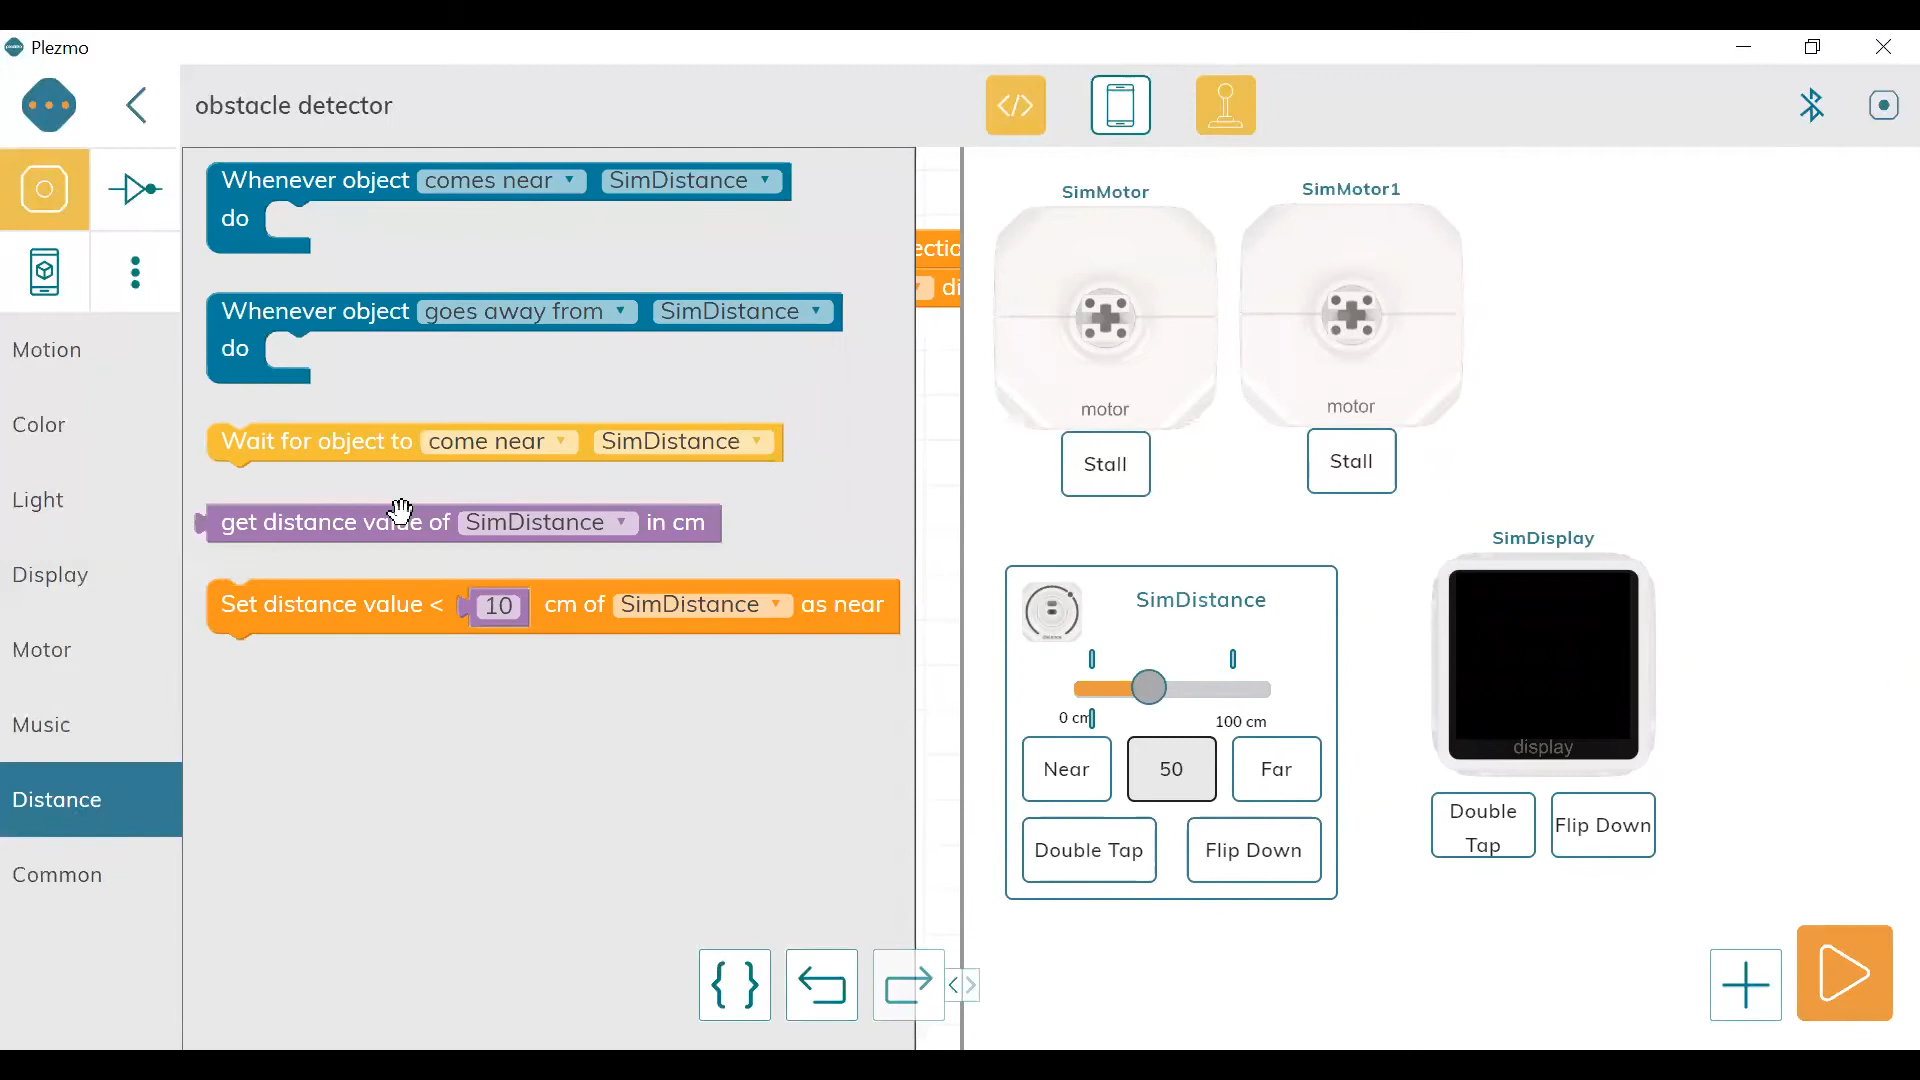 Plezmo
obstacle detector
Whenever object comes near SimDistance
do
Whenever object goes away from SimDistance
do
Wait for object to come near SimDistance
get distance value of SimDistance in cm
Set distance value < 10 cm of SimDistance as near
Motion
Color
Light
Display
Motor
Music
Distance
Common
ectio
di
SimMotor
SimMotor1
motor
motor
Stall
Stall
SimDistance
0 cm
100 cm
Near
50
Far
Double Tap
Flip Down
SimDisplay
display
Double
Tap
Flip Down